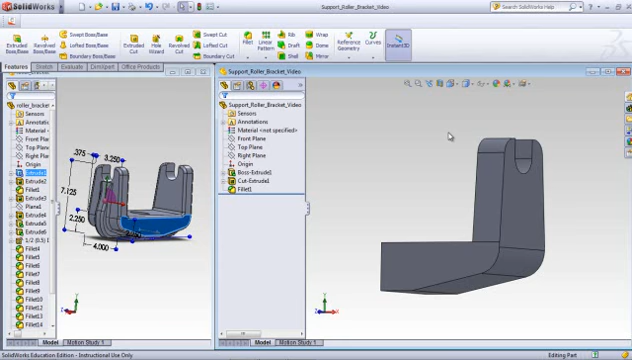 SolidWorks
Support_Roller_Bracket_Video
Search SolidWorks Help
Extruded Boss/Base
Revolved Boss/Base
Swept Boss/Base
Lofted Boss/Base
Boundary Boss/Base
Extruded Cut
Hole Wizard
Revolved Cut
Swept Cut
Lofted Cut
Boundary Cut
Fillet
Linear
Rib
Draft
Shell
Wrap
Dome
Mirror
Reference Geometry
Curves
Instant3D
Features
Sketch
Evaluate
DimXpert
Office Products
roller_bracket
Sensors
Annotations
Material
Front Plane
Top Plane
Right Plane
Origin
Extrude1
Extrude2
Fillet1
Extrude3
Plane1
Extrude4
Extrude5
Extrude6
1/2 (0.5)
Fillet4
Fillet5
Fillet6
Fillet7
Fillet8
Fillet9
Fillet10
Fillet11
Fillet12
Fillet13
Fillet14
.375
3.250
7.125
2.250
4.000
Support_Roller_Bracket_Video
Support_Roller_Bracket_Video
Sensors
Annotations
Material <not specified>
Front Plane
Top Plane
Right Plane
Origin
Boss-Extrude1
Cut-Extrude1
Fillet1
Model
Motion Study 1
Model
Motion Study 1
SolidWorks Education Edition - Instructional Use Only
Editing Part